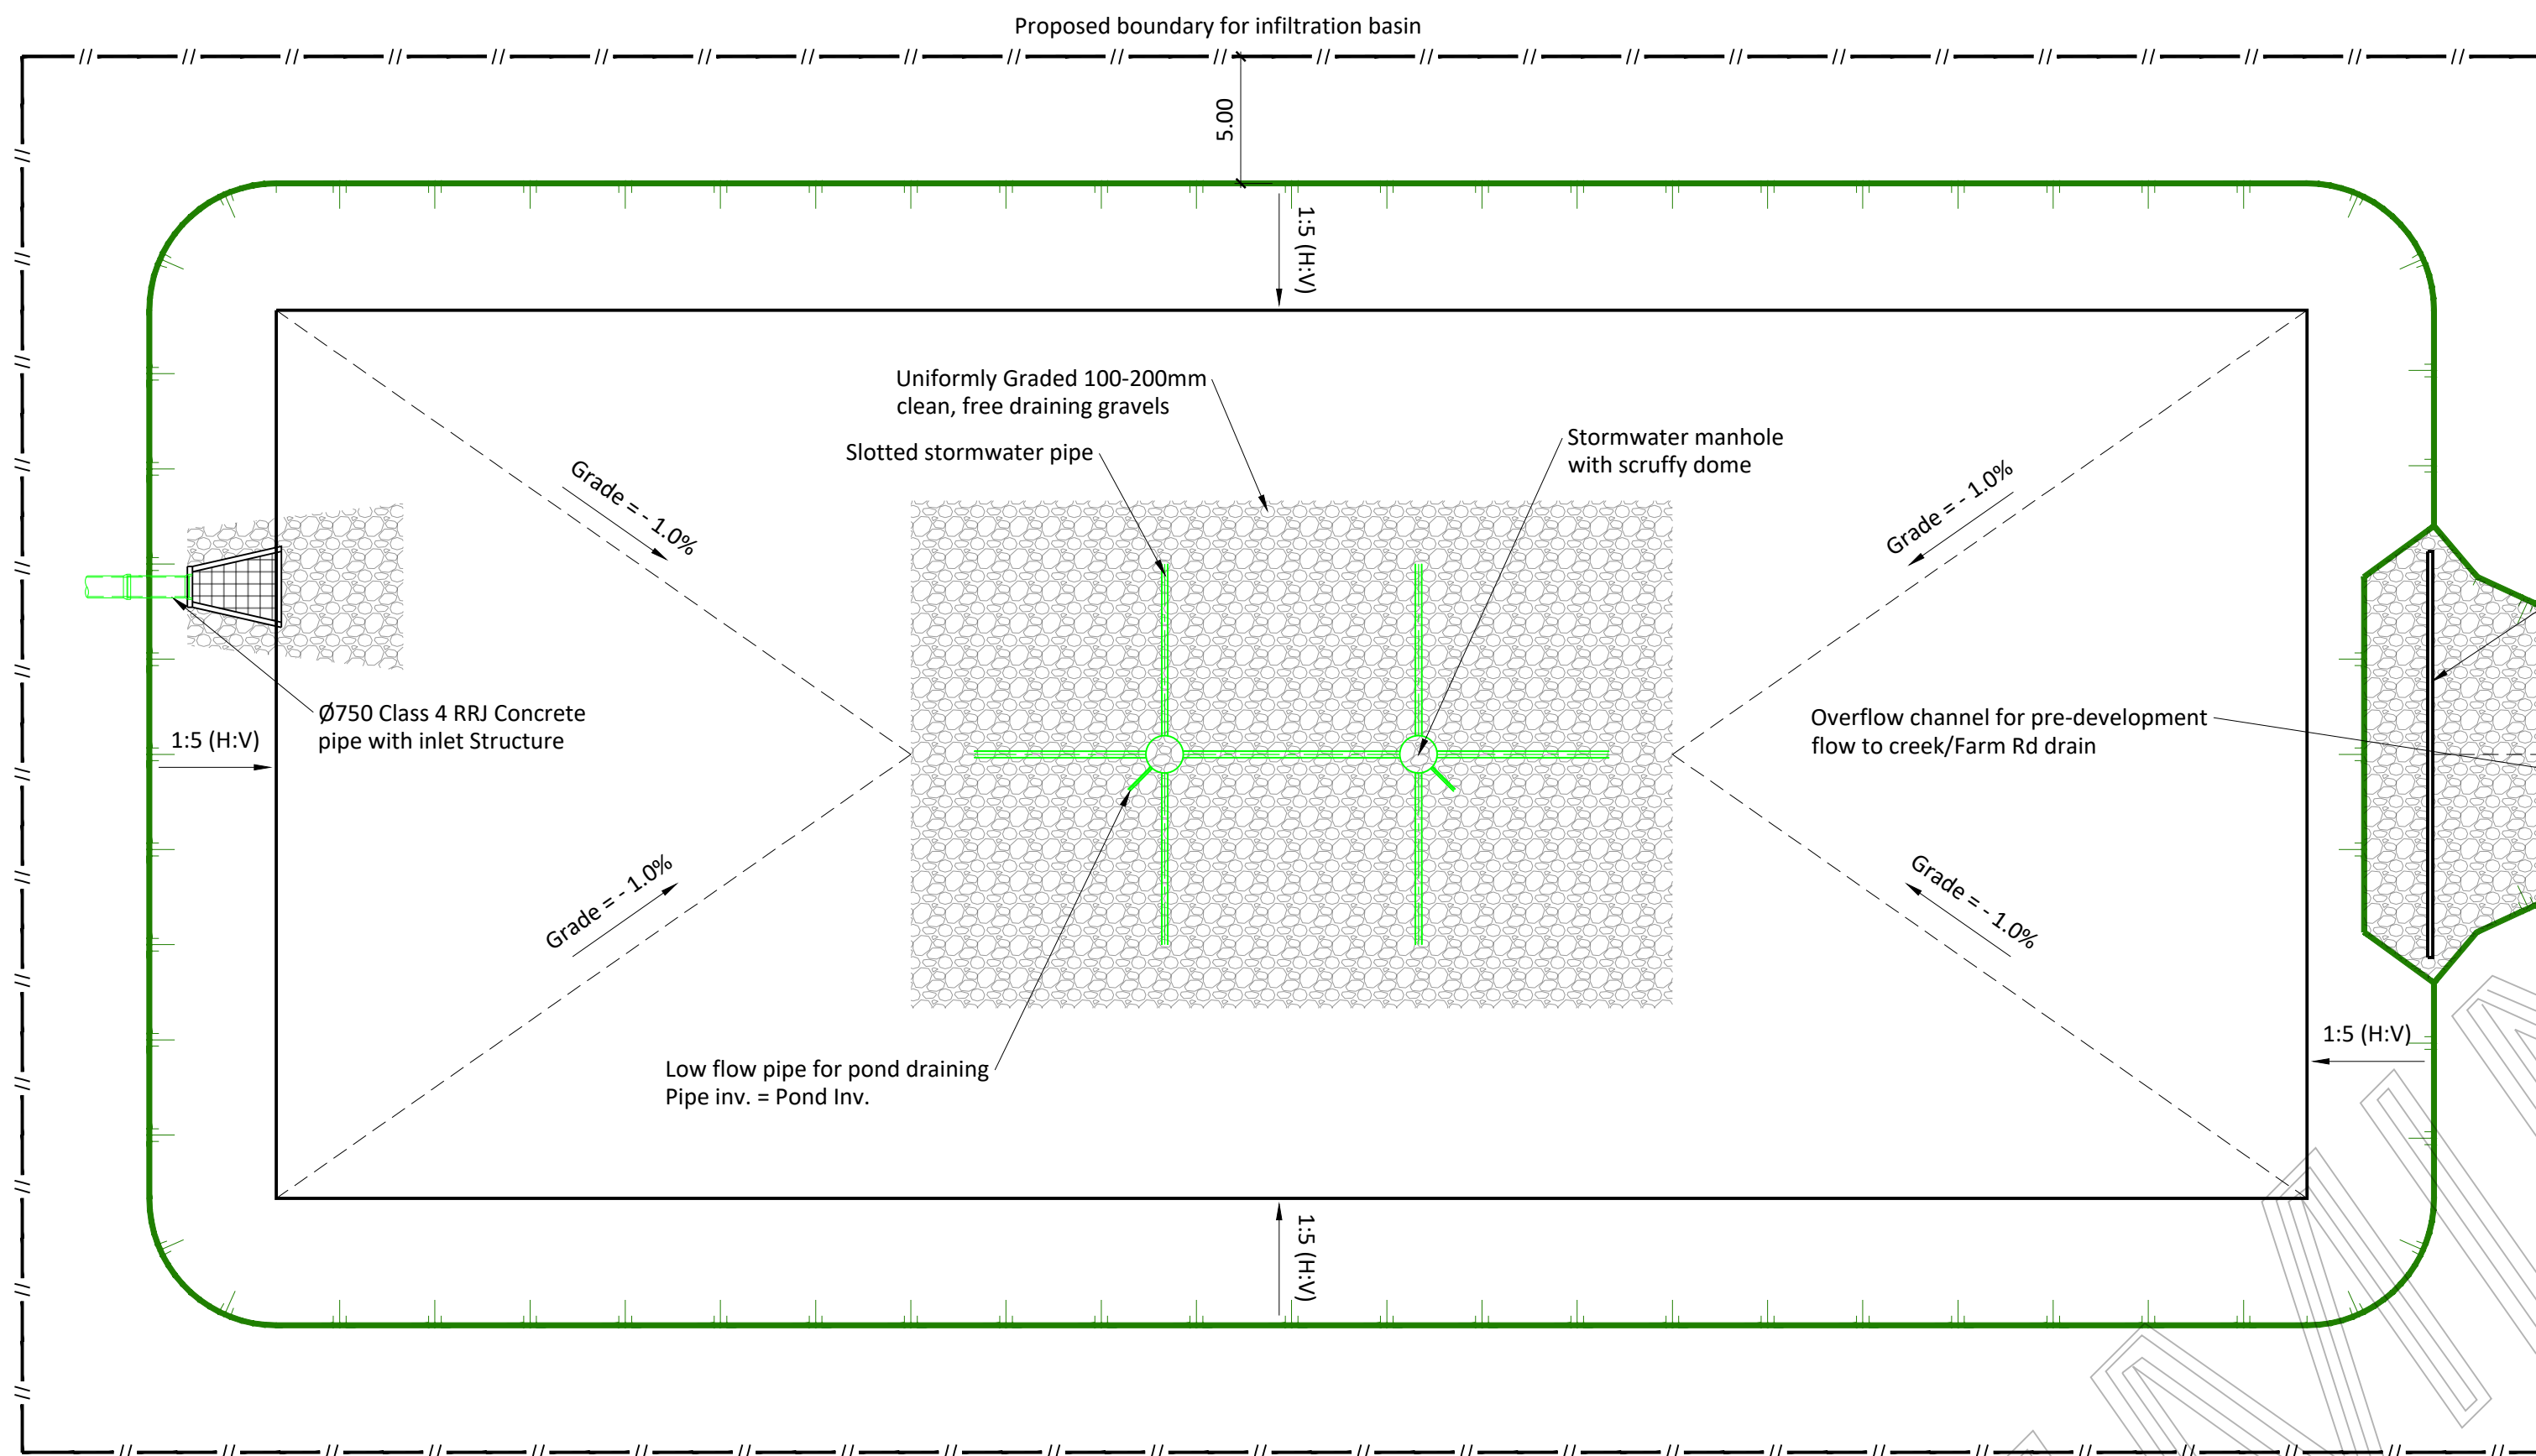 Proposed boundary for infiltration basin
5.00
1:5 (H:V)
Uniformly Graded 100-200mm
clean, free draining gravels
Slotted stormwater pipe
Stormwater manhole
with scruffy dome
Grade = - 1.0%
Grade = - 1.0%
Ø750 Class 4 RRJ Concrete
pipe with inlet Structure
1:5 (H:V)
Overflow channel for pre-development
flow to creek/Farm Rd drain
Grade = - 1.0%
Grade = - 1.0%
Low flow pipe for pond draining
Pipe inv. = Pond Inv.
1:5 (H:V)
1:5 (H:V)